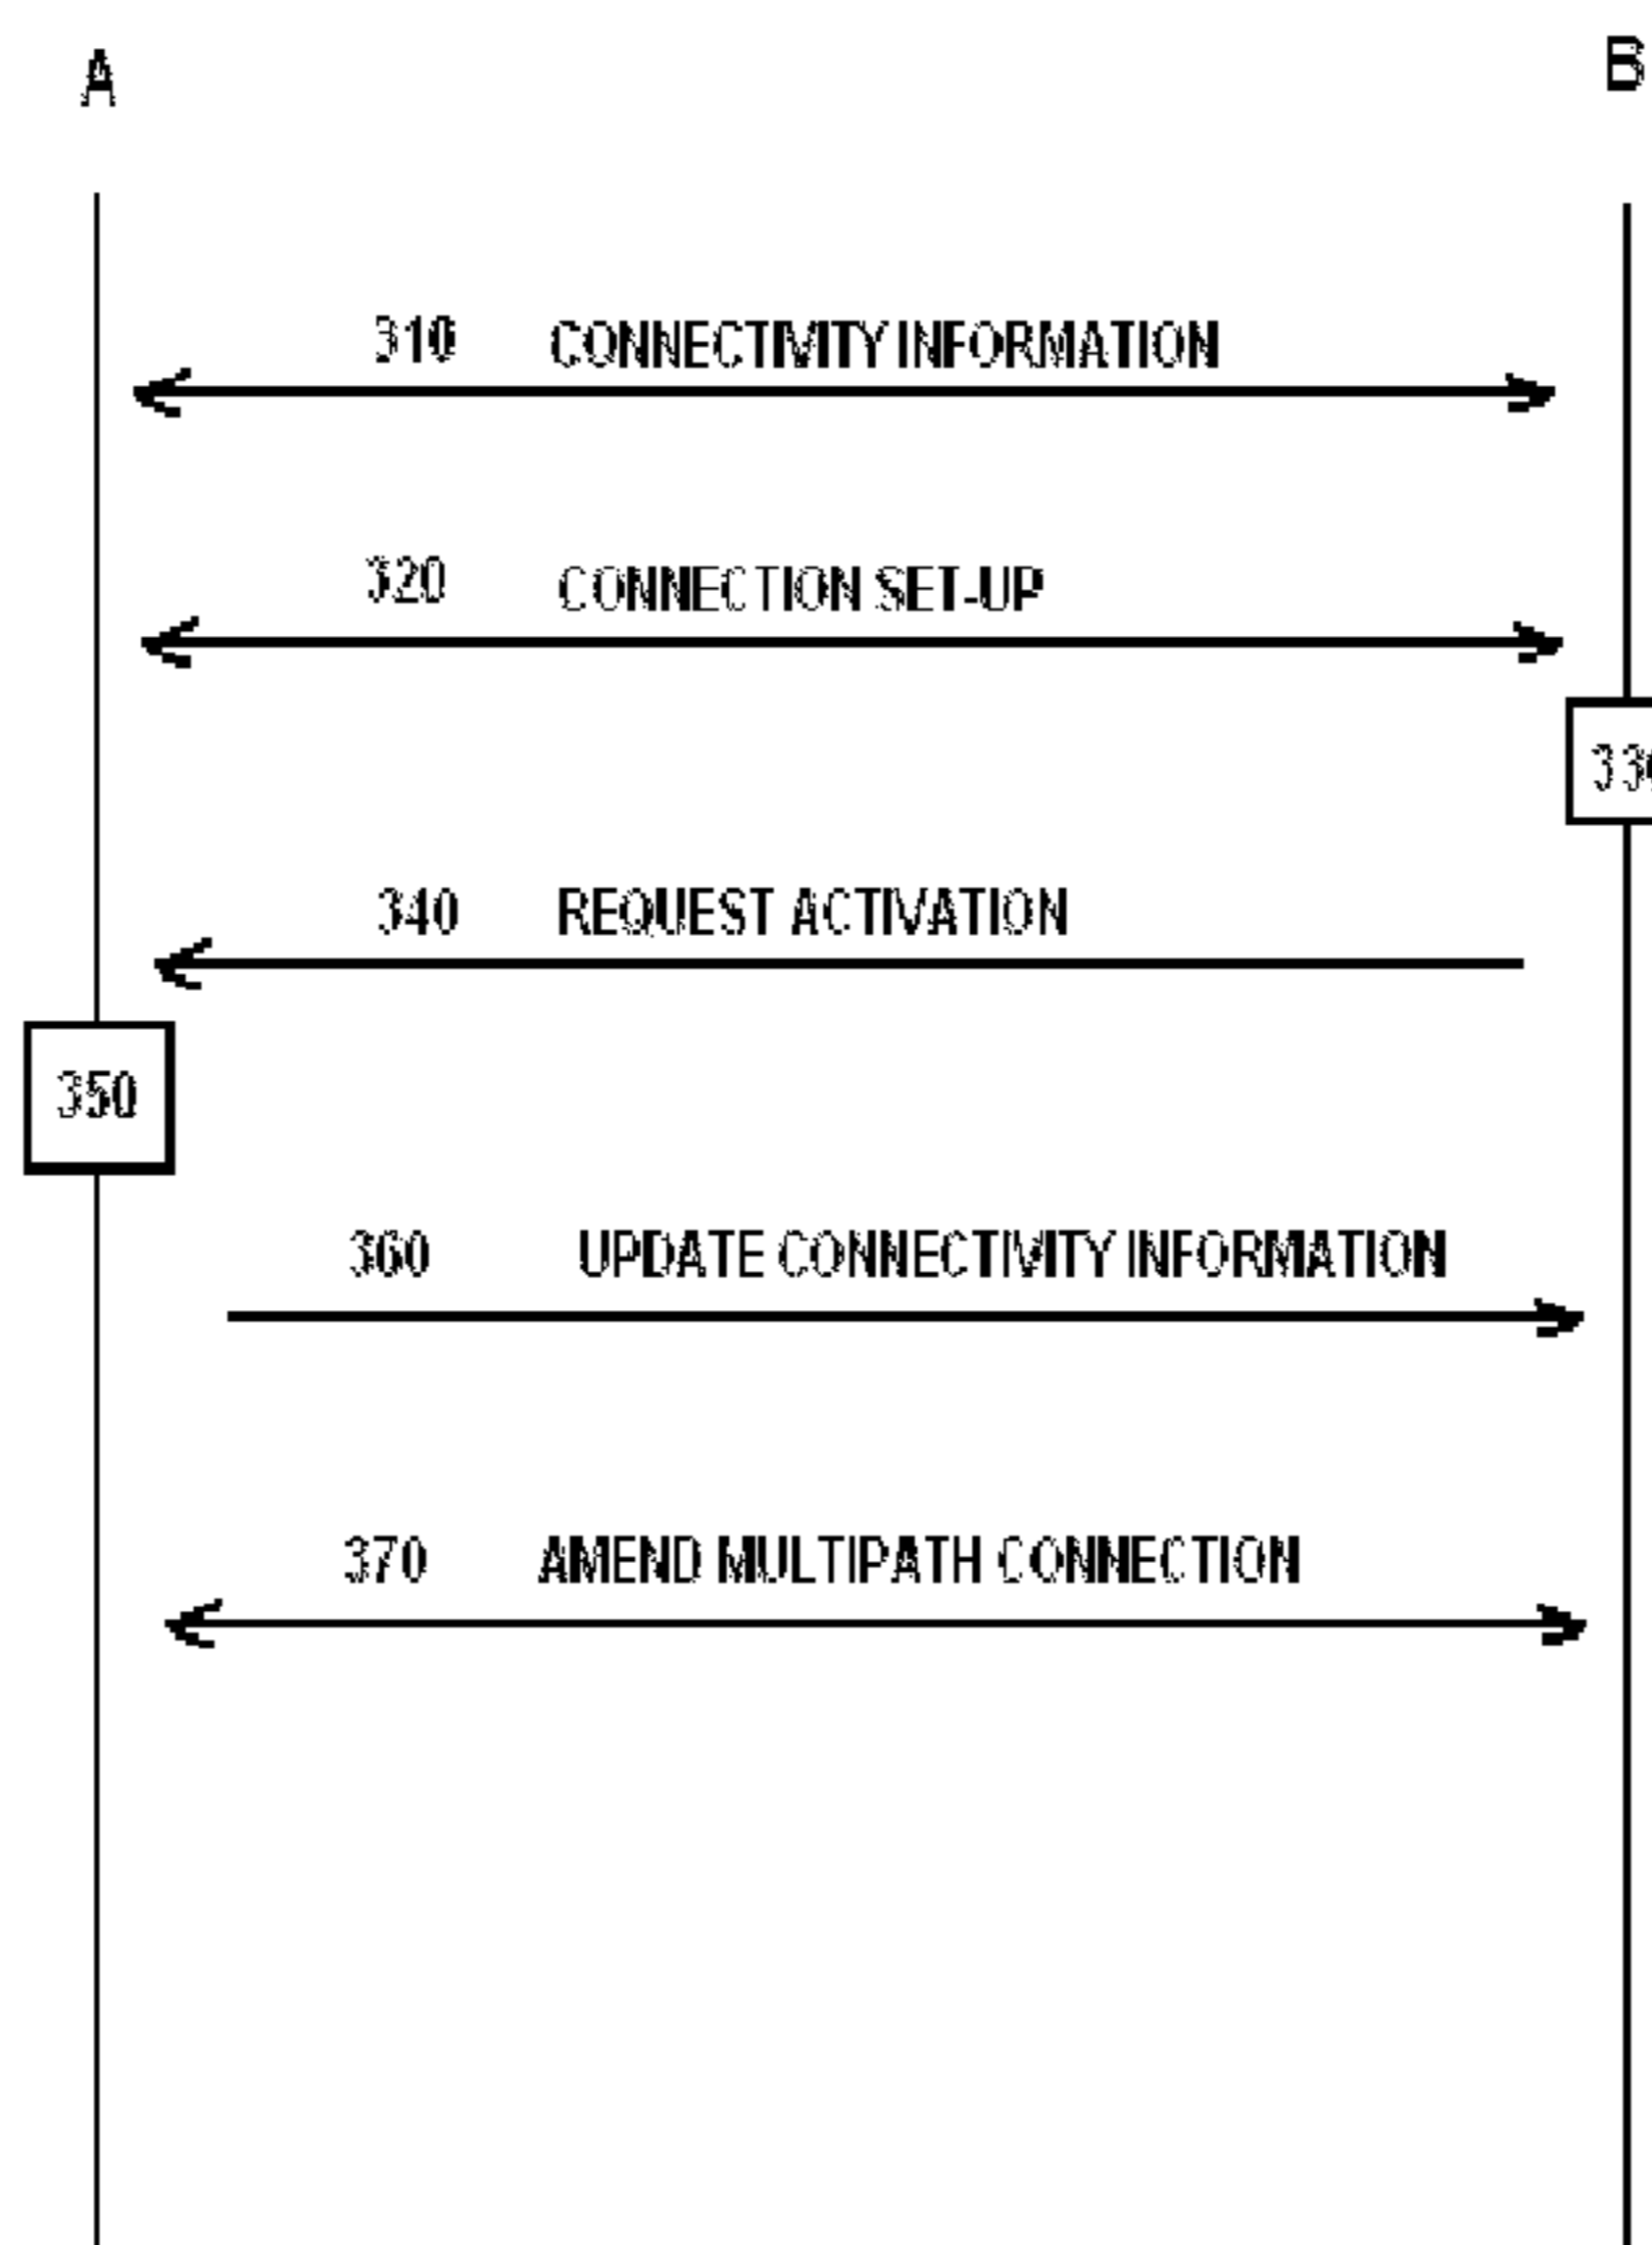 A
B
310 CONNECTIVITY INFORMATION
320 CONNECTION SET-UP
340 REQUEST ACTIVATION
350
360 UPDATE CONNECTIVITY INFORMATION
370 AMEND MULTIPATH CONNECTION